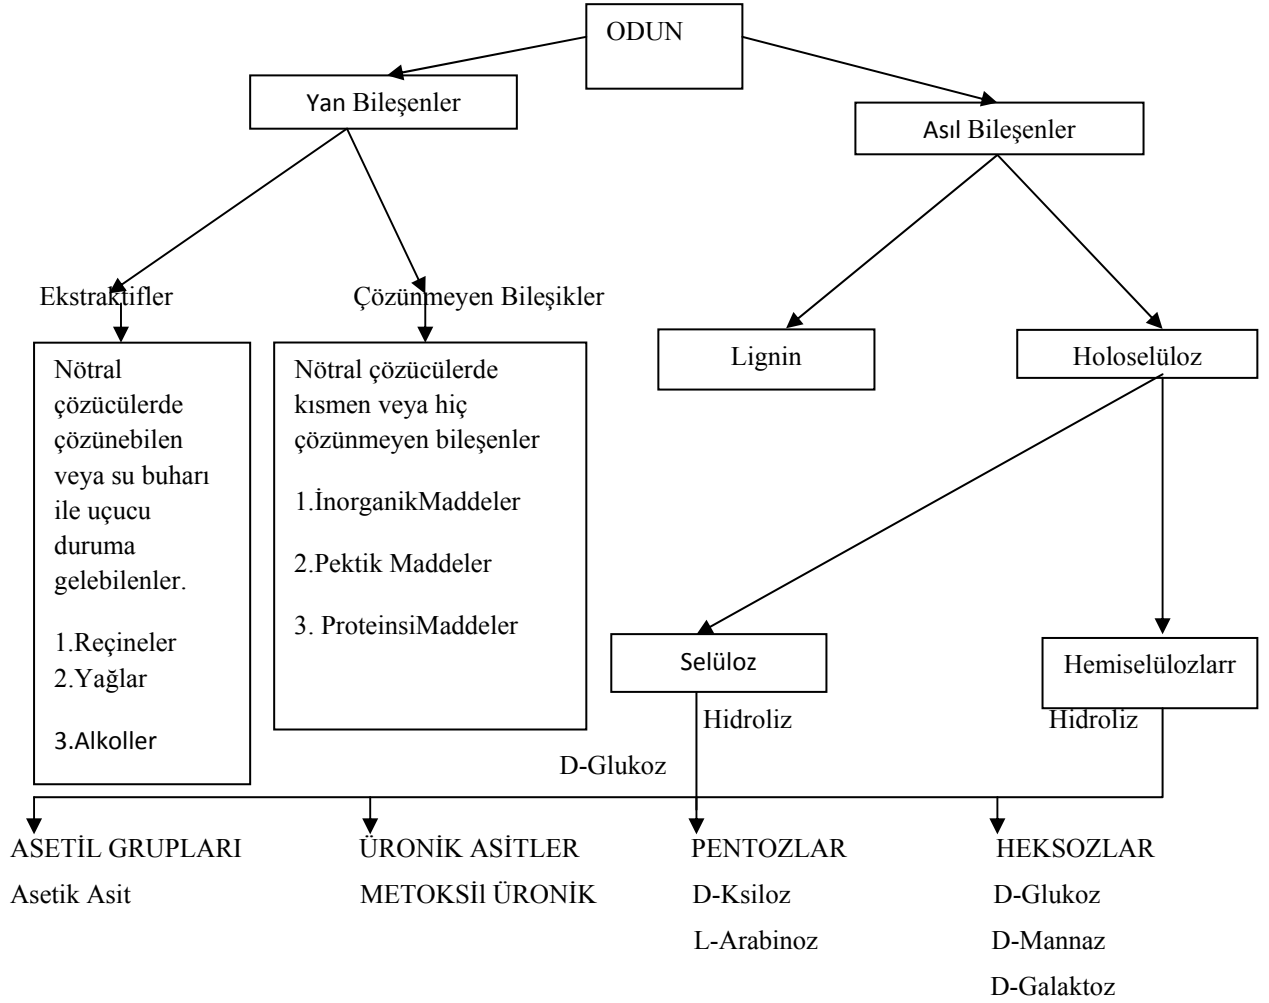 ODUN
Yan Bileşenler
Asıl Bileşenler
Ekstraktifler
Çözünmeyen Bileşikler
Nötral
çözücülerde
çözünebilen
veya su buharı
ile uçucu
duruma
gelebilenler.
1.Reçineler
2.Yağlar
3.Alkoller
Nötral çözücülerde
kısmen veya hiç
çözünmeyen bileşenler
1.İnorganikMaddeler
2.Pektik Maddeler
3. ProteinsiMaddeler
Lignin
Holoselüloz
Selüloz
Hemiselülozlarr
Hidroliz
Hidroliz
D-Glukoz
ASETİL GRUPLARI
Asetik Asit
ÜRONİK ASİTLER
METOKSİl ÜRONİK
PENTOZLAR
D-Ksiloz
L-Arabinoz
HEKSOZLAR
D-Glukoz
D-Mannaz
D-Galaktoz